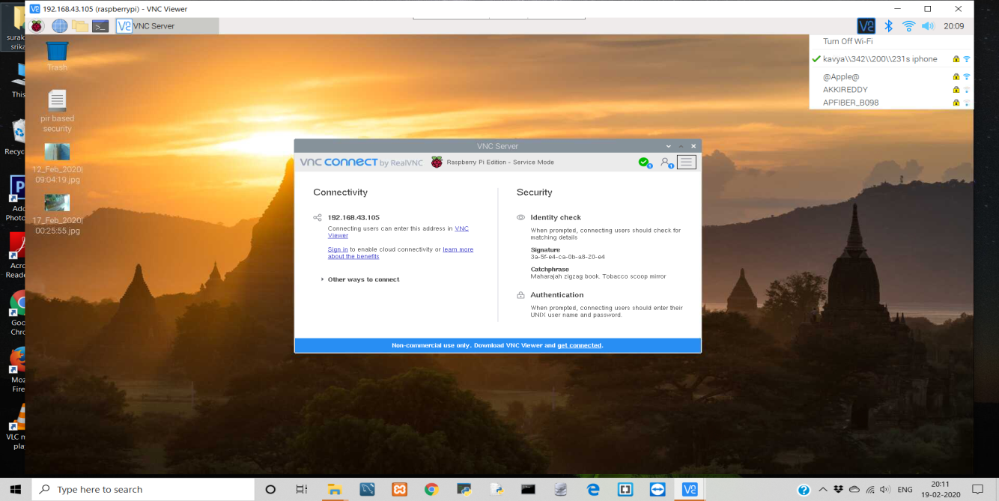 192.168.43.105 (raspberrypi) - VNC Viewer
VNC Server
20:09
Turn Off Wi-Fi
kavya\\342\\200\\231s iphone
@Apple@
AKKIREDDY
APFIBER_B098
Trash
pir based
security
12_Feb_2020|
09:04:19.jpg
17_Feb_2020|
00:25:55.jpg
surak
srika
This
Recyc
Ado
Photo
Acro
Reade
Goo
Chro
Moz
Fire
VLC m
pla
VNC Server
VNC CONNECT by RealVNC
Raspberry Pi Edition - Service Mode
Connectivity
192.168.43.105
Connecting users can enter this address in VNC
Viewer
Sign in to enable cloud connectivity or learn more
about the benefits
Other ways to connect
Security
Identity check
When prompted, connecting users should check for
matching details
Signature
3a-5f-e4-ca-0b-a8-20-e4
Catchphrase
Maharajah zigzag book. Tobacco scoop mirror
Authentication
When prompted, connecting users should enter their
UNIX user name and password.
Non-commercial use only. Download VNC Viewer and get connected.
Type here to search
ENG
20:11
19-02-2020